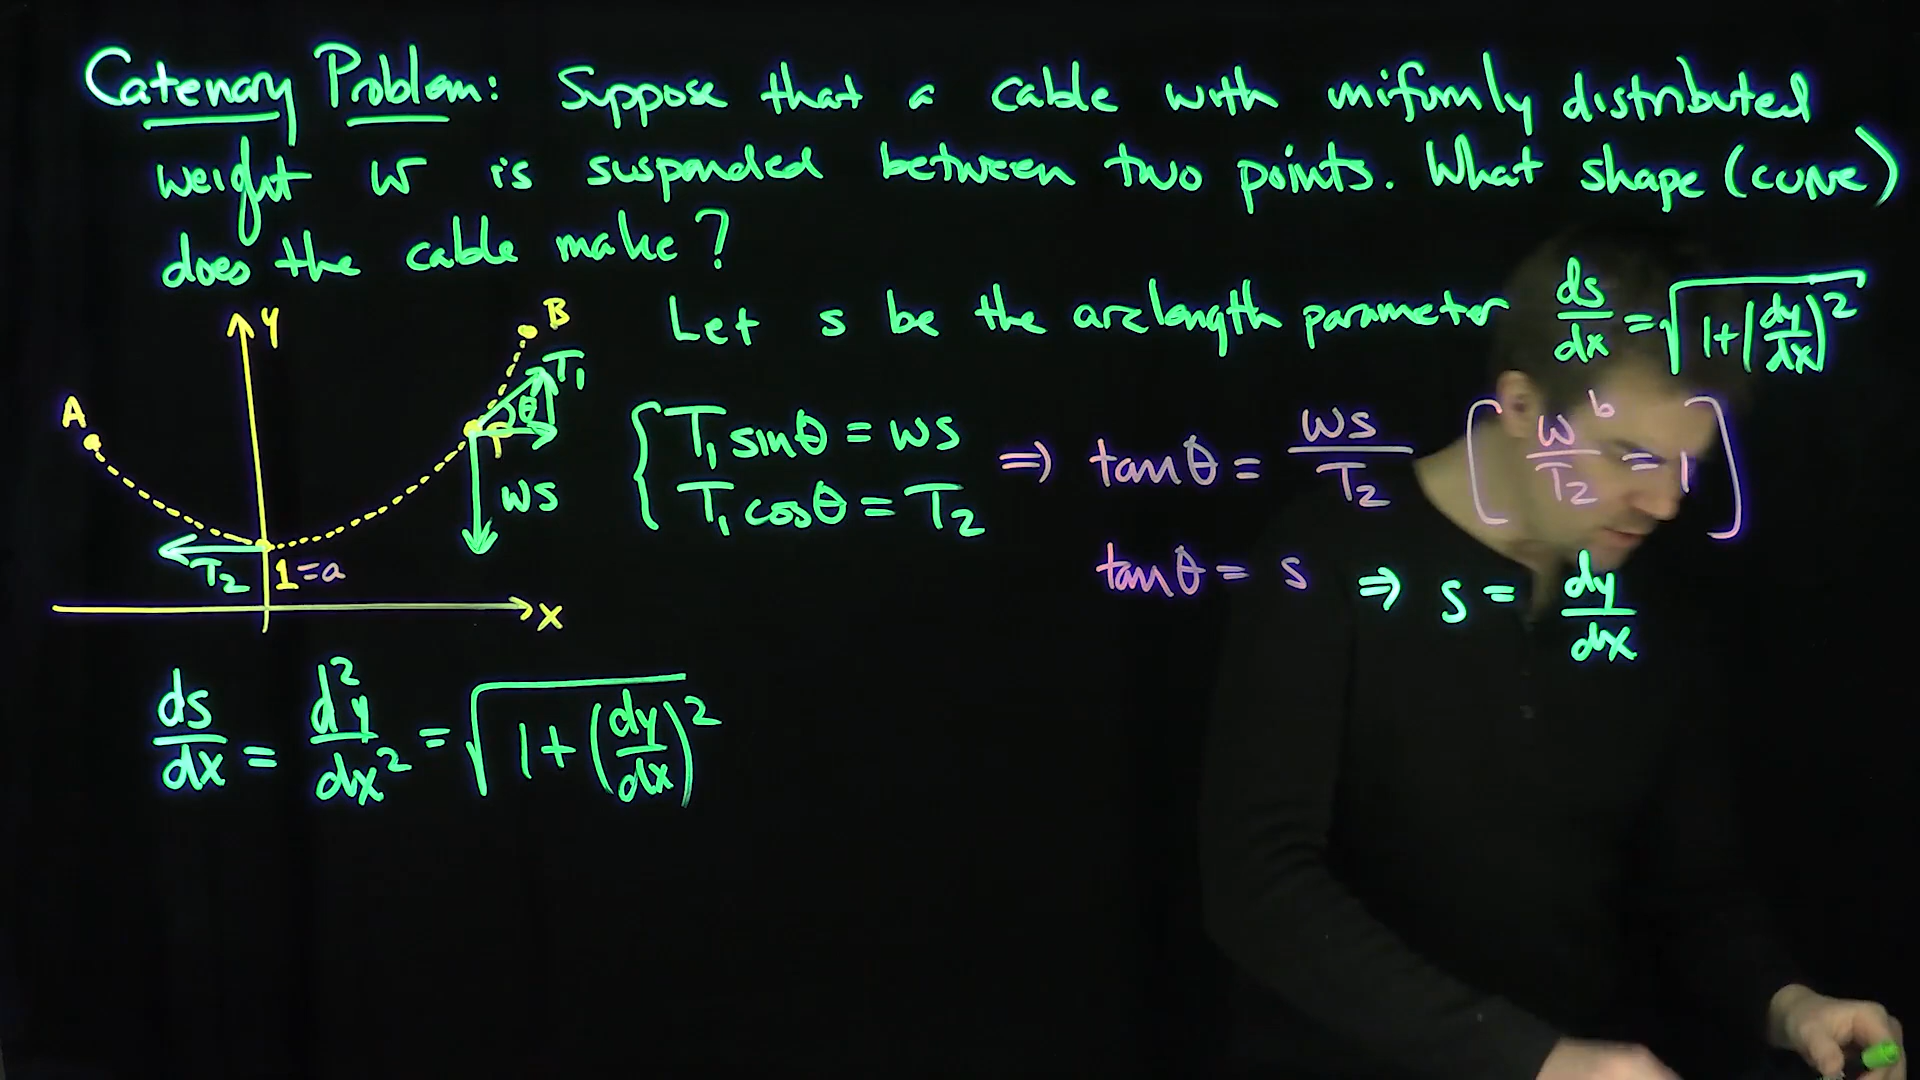 Catenary Problem: Suppose that a cable with uniformly distributed
weight w is suspended between two points. What shape (curve)
does the cable make?
Let s be the arclength parameter ds/dx = √(1+(dy/dx)²)
y
B
T₁
θ
A
P
ws
T₂
1=a
x
{ T₁ sinθ = ws
T₁ cosθ = T₂
⇒ tanθ = ws/T₂ [ w/T₂ = 1 ]
b
tanθ = s ⇒ s = dy/dx
ds/dx = d²y/dx² = √(1+(dy/dx)²)